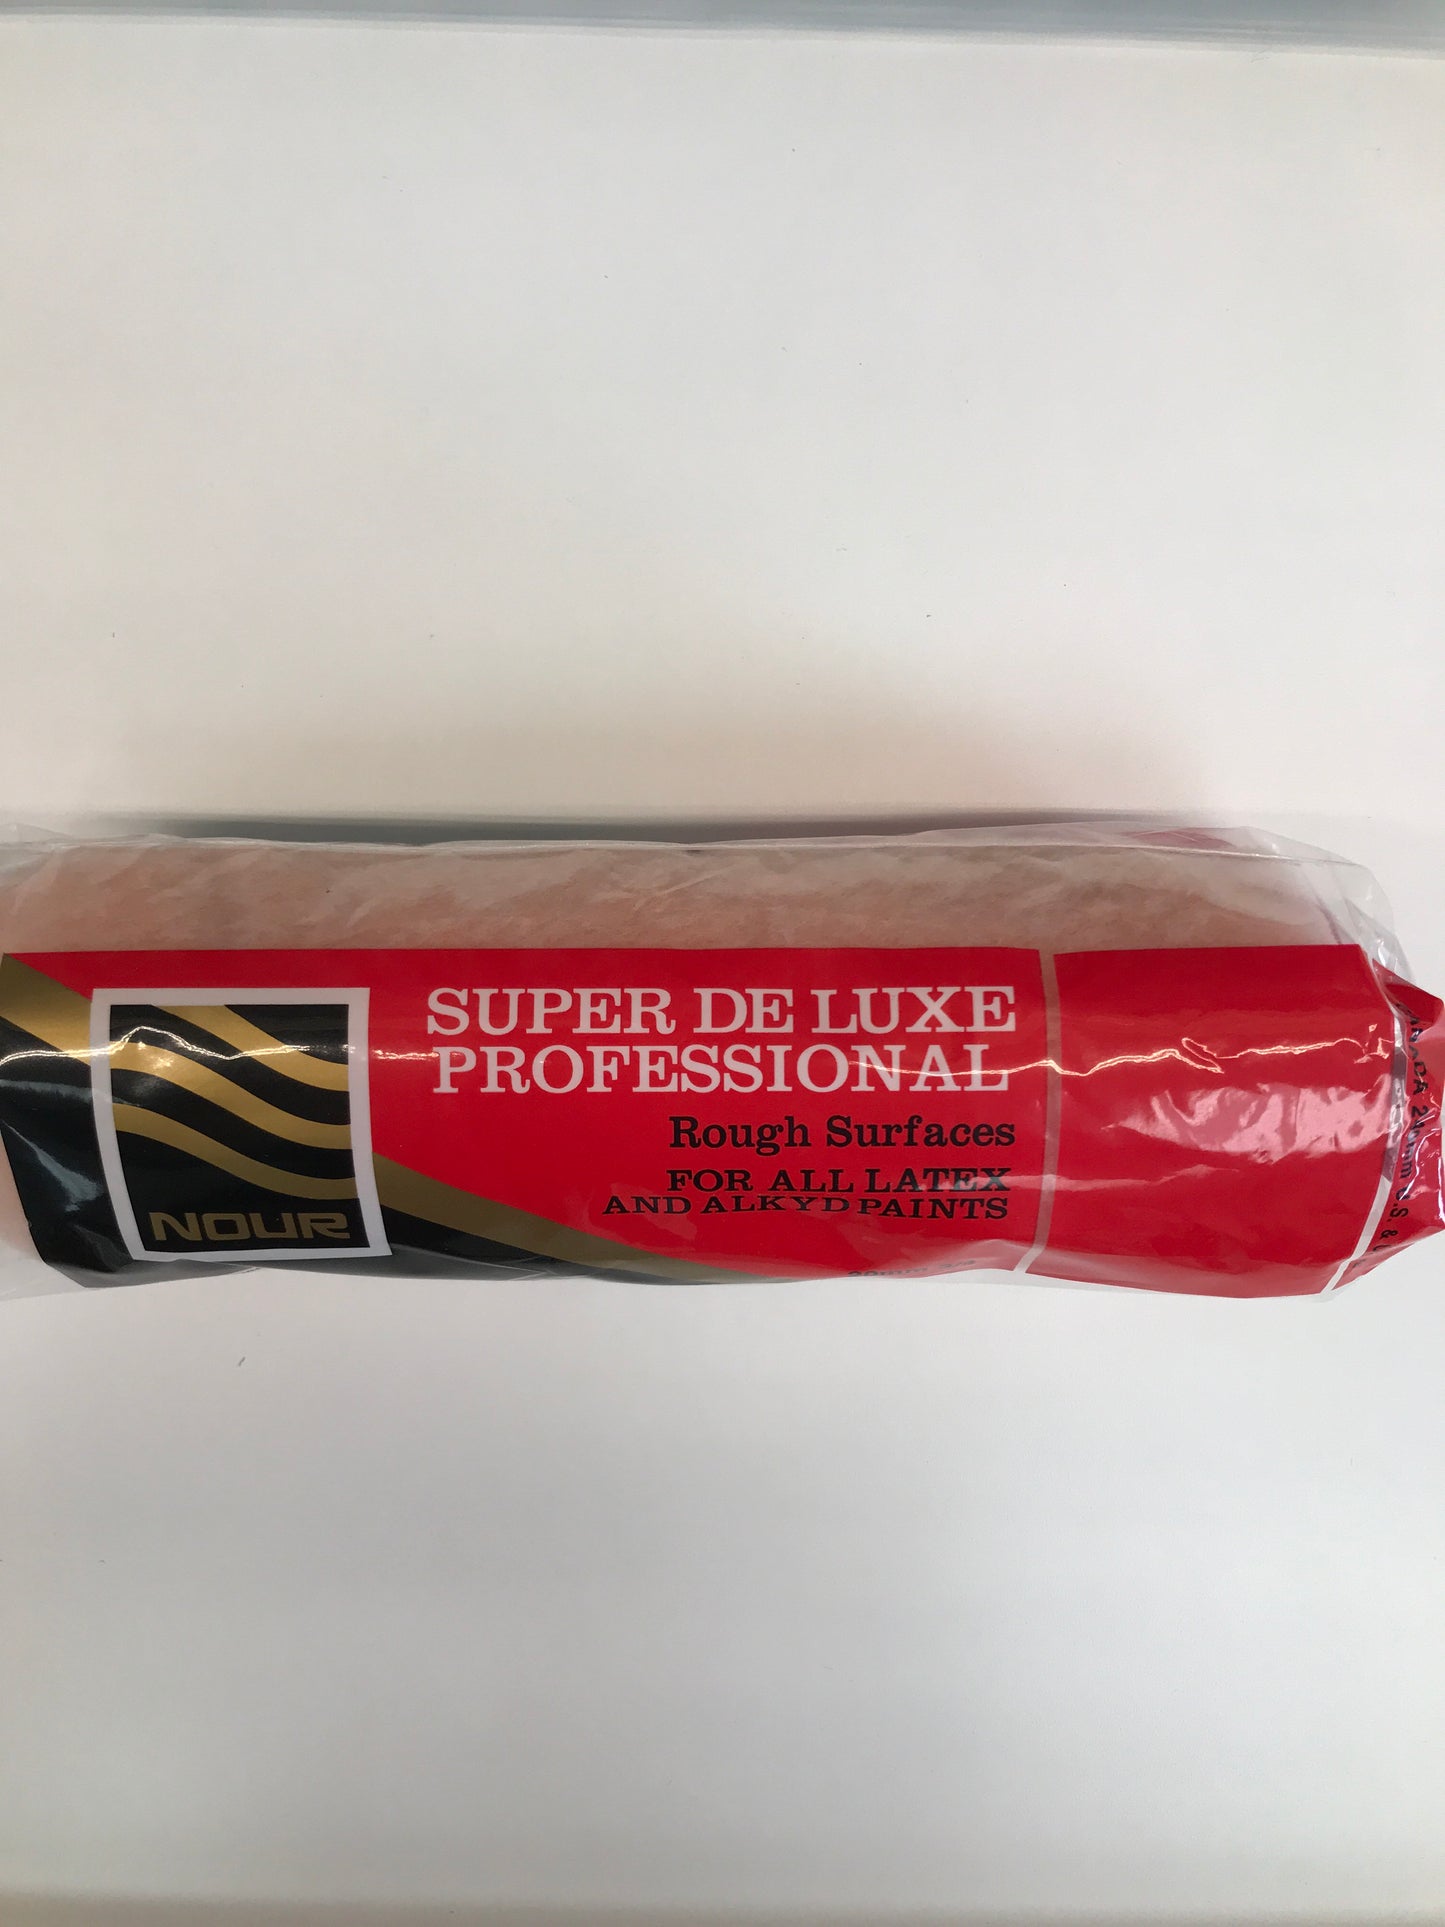 SUPER DE LUXE
PROFESSIONAL
Rough Surfaces
FOR ALL LATEX
AND ALKYD PAINTS
NOUR